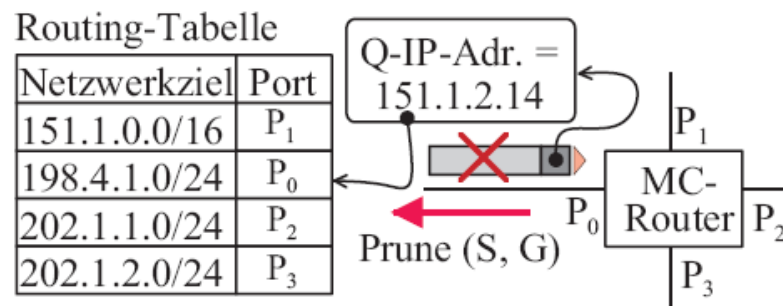 Routing-Tabelle
Netzwerkziel Port
151.1.0.0/16 P1
198.4.1.0/24 P0
202.1.1.0/24 P2
202.1.2.0/24 P3
Q-IP-Adr. =
151.1.2.14
Prune (S, G)
P1
P0
MC-
Router
P2
P3